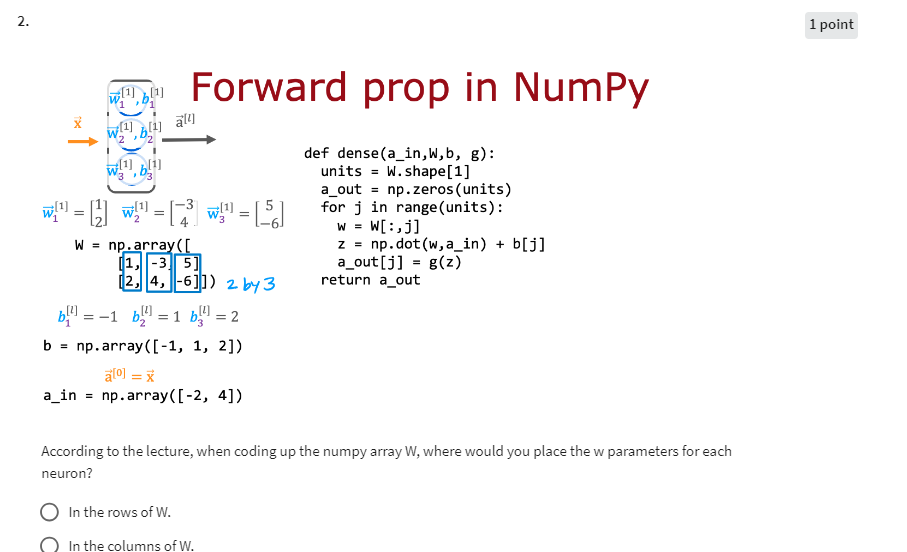 2.
1 point
Forward prop in NumPy
w⃗₁^[1], b₁^[1]
x⃗
w⃗₂^[1], b₂^[1]
a⃗^[l]
w⃗₃^[1], b₃^[1]
def dense(a_in,W,b, g):
units = W.shape[1]
a_out = np.zeros(units)
for j in range(units):
w = W[:,j]
z = np.dot(w,a_in) + b[j]
a_out[j] = g(z)
return a_out
w⃗₁^[1] = [1 2] w⃗₂^[1] = [−3 4] w⃗₃^[1] = [5 −6]
W = np.array([
[1, -3, 5]
[2, 4, -6]]) 2 by 3
b₁^[l] = −1 b₂^[l] = 1 b₃^[l] = 2
b = np.array([-1, 1, 2])
a⃗^[0] = x⃗
a_in = np.array([-2, 4])
According to the lecture, when coding up the numpy array W, where would you place the w parameters for each
neuron?
In the rows of W.
In the columns of W.